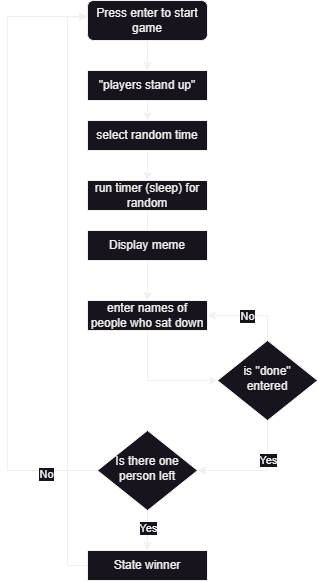 Press enter to start
game
"players stand up"
select random time
run timer (sleep) for
random
Display meme
enter names of
people who sat down
No
is "done"
entered
Yes
Is there one
person left
No
Yes
State winner